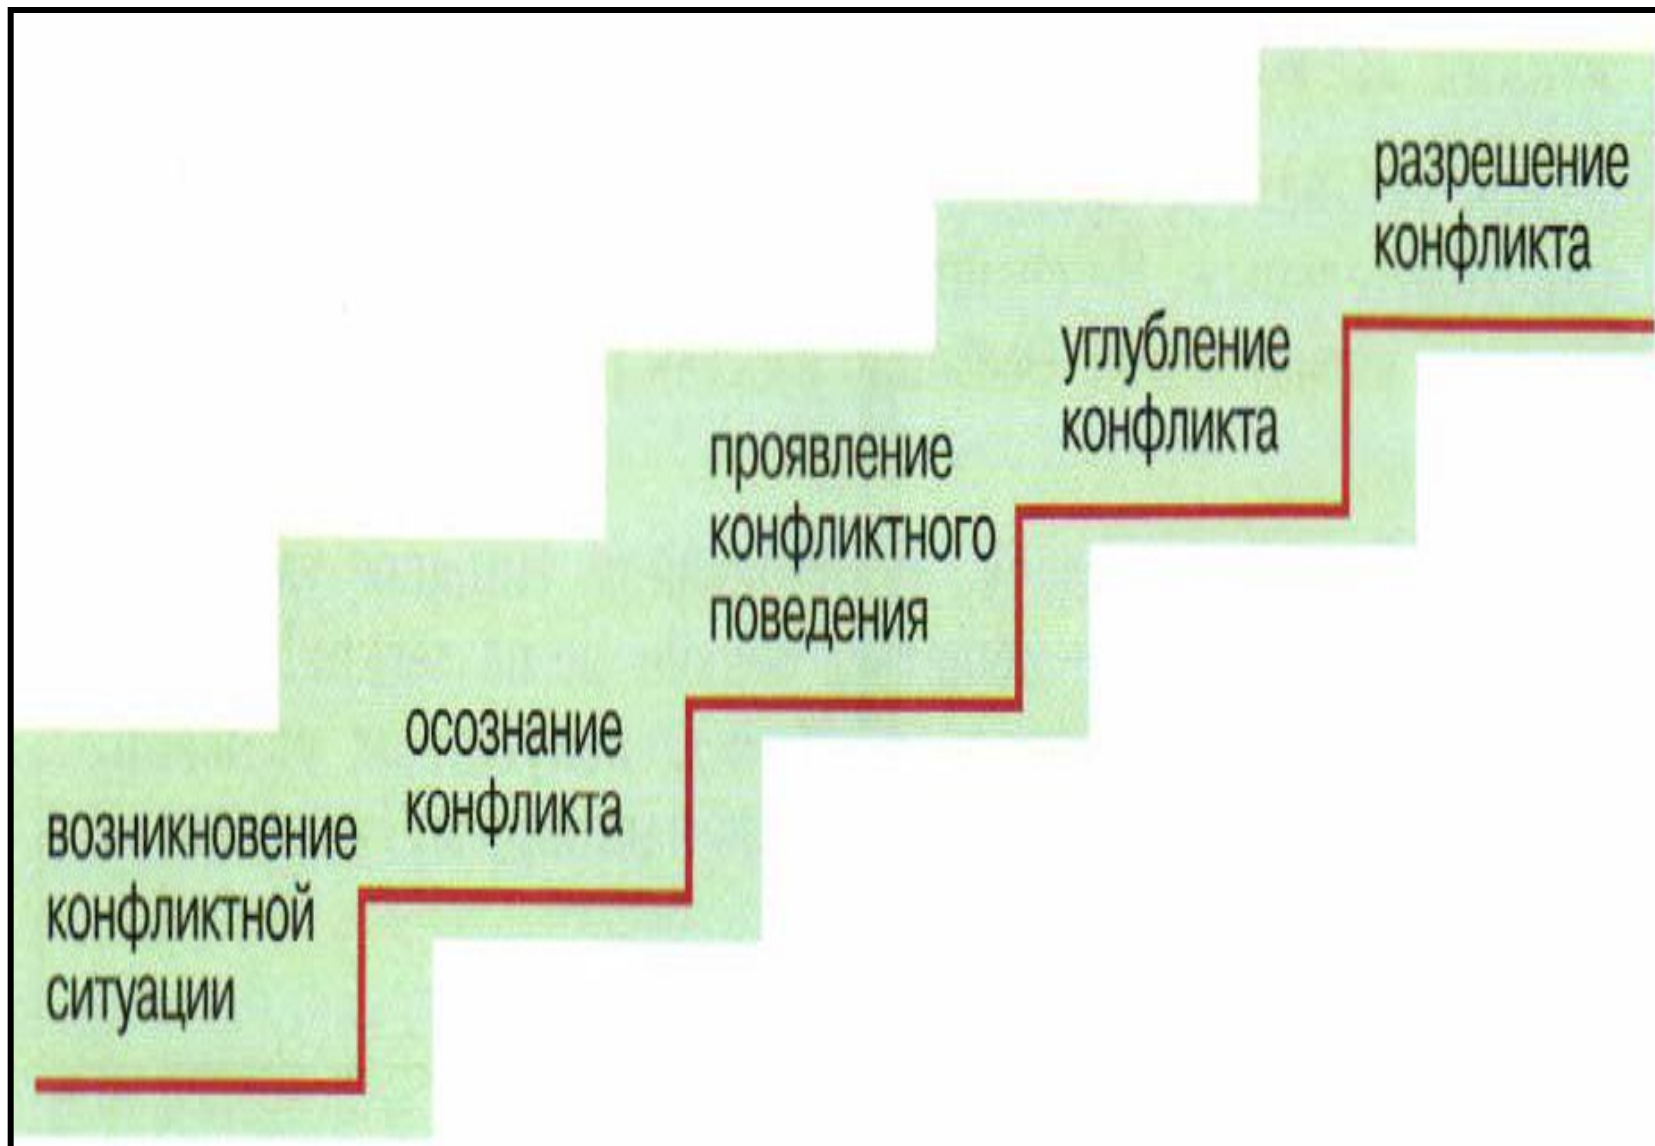 возникновение
конфликтной
ситуации
осознание
конфликта
проявление
конфликтного
поведения
углубление
конфликта
разрешение
конфликта